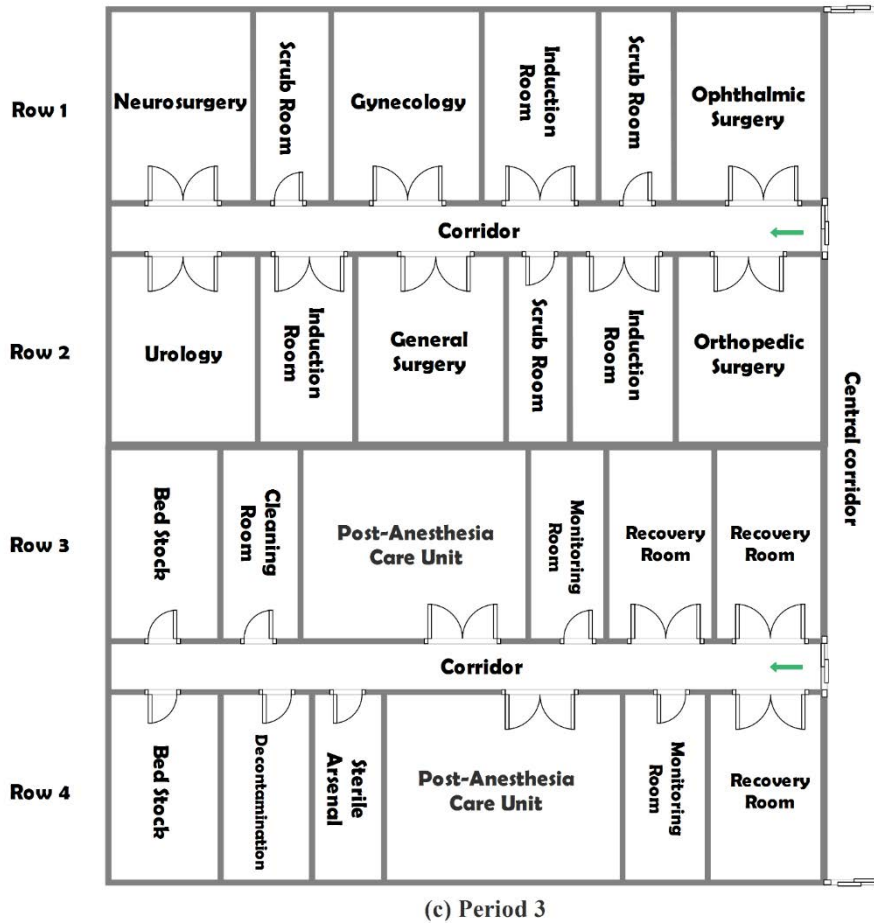 Row 1
Neurosurgery
Scrub Room
Gynecology
Induction
Room
Scrub Room
Ophthalmic
Surgery
Corridor
Row 2
Urology
Induction
Room
General
Surgery
Scrub Room
Induction
Room
Orthopedic
Surgery
Central corridor
Row 3
Bed Stock
Cleaning
Room
Post-Anesthesia
Care Unit
Monitoring
Room
Recovery
Room
Recovery
Room
Corridor
Row 4
Bed Stock
Decontamination
Sterile
Arsenal
Post-Anesthesia
Care Unit
Monitoring
Room
Recovery
Room
(c) Period 3